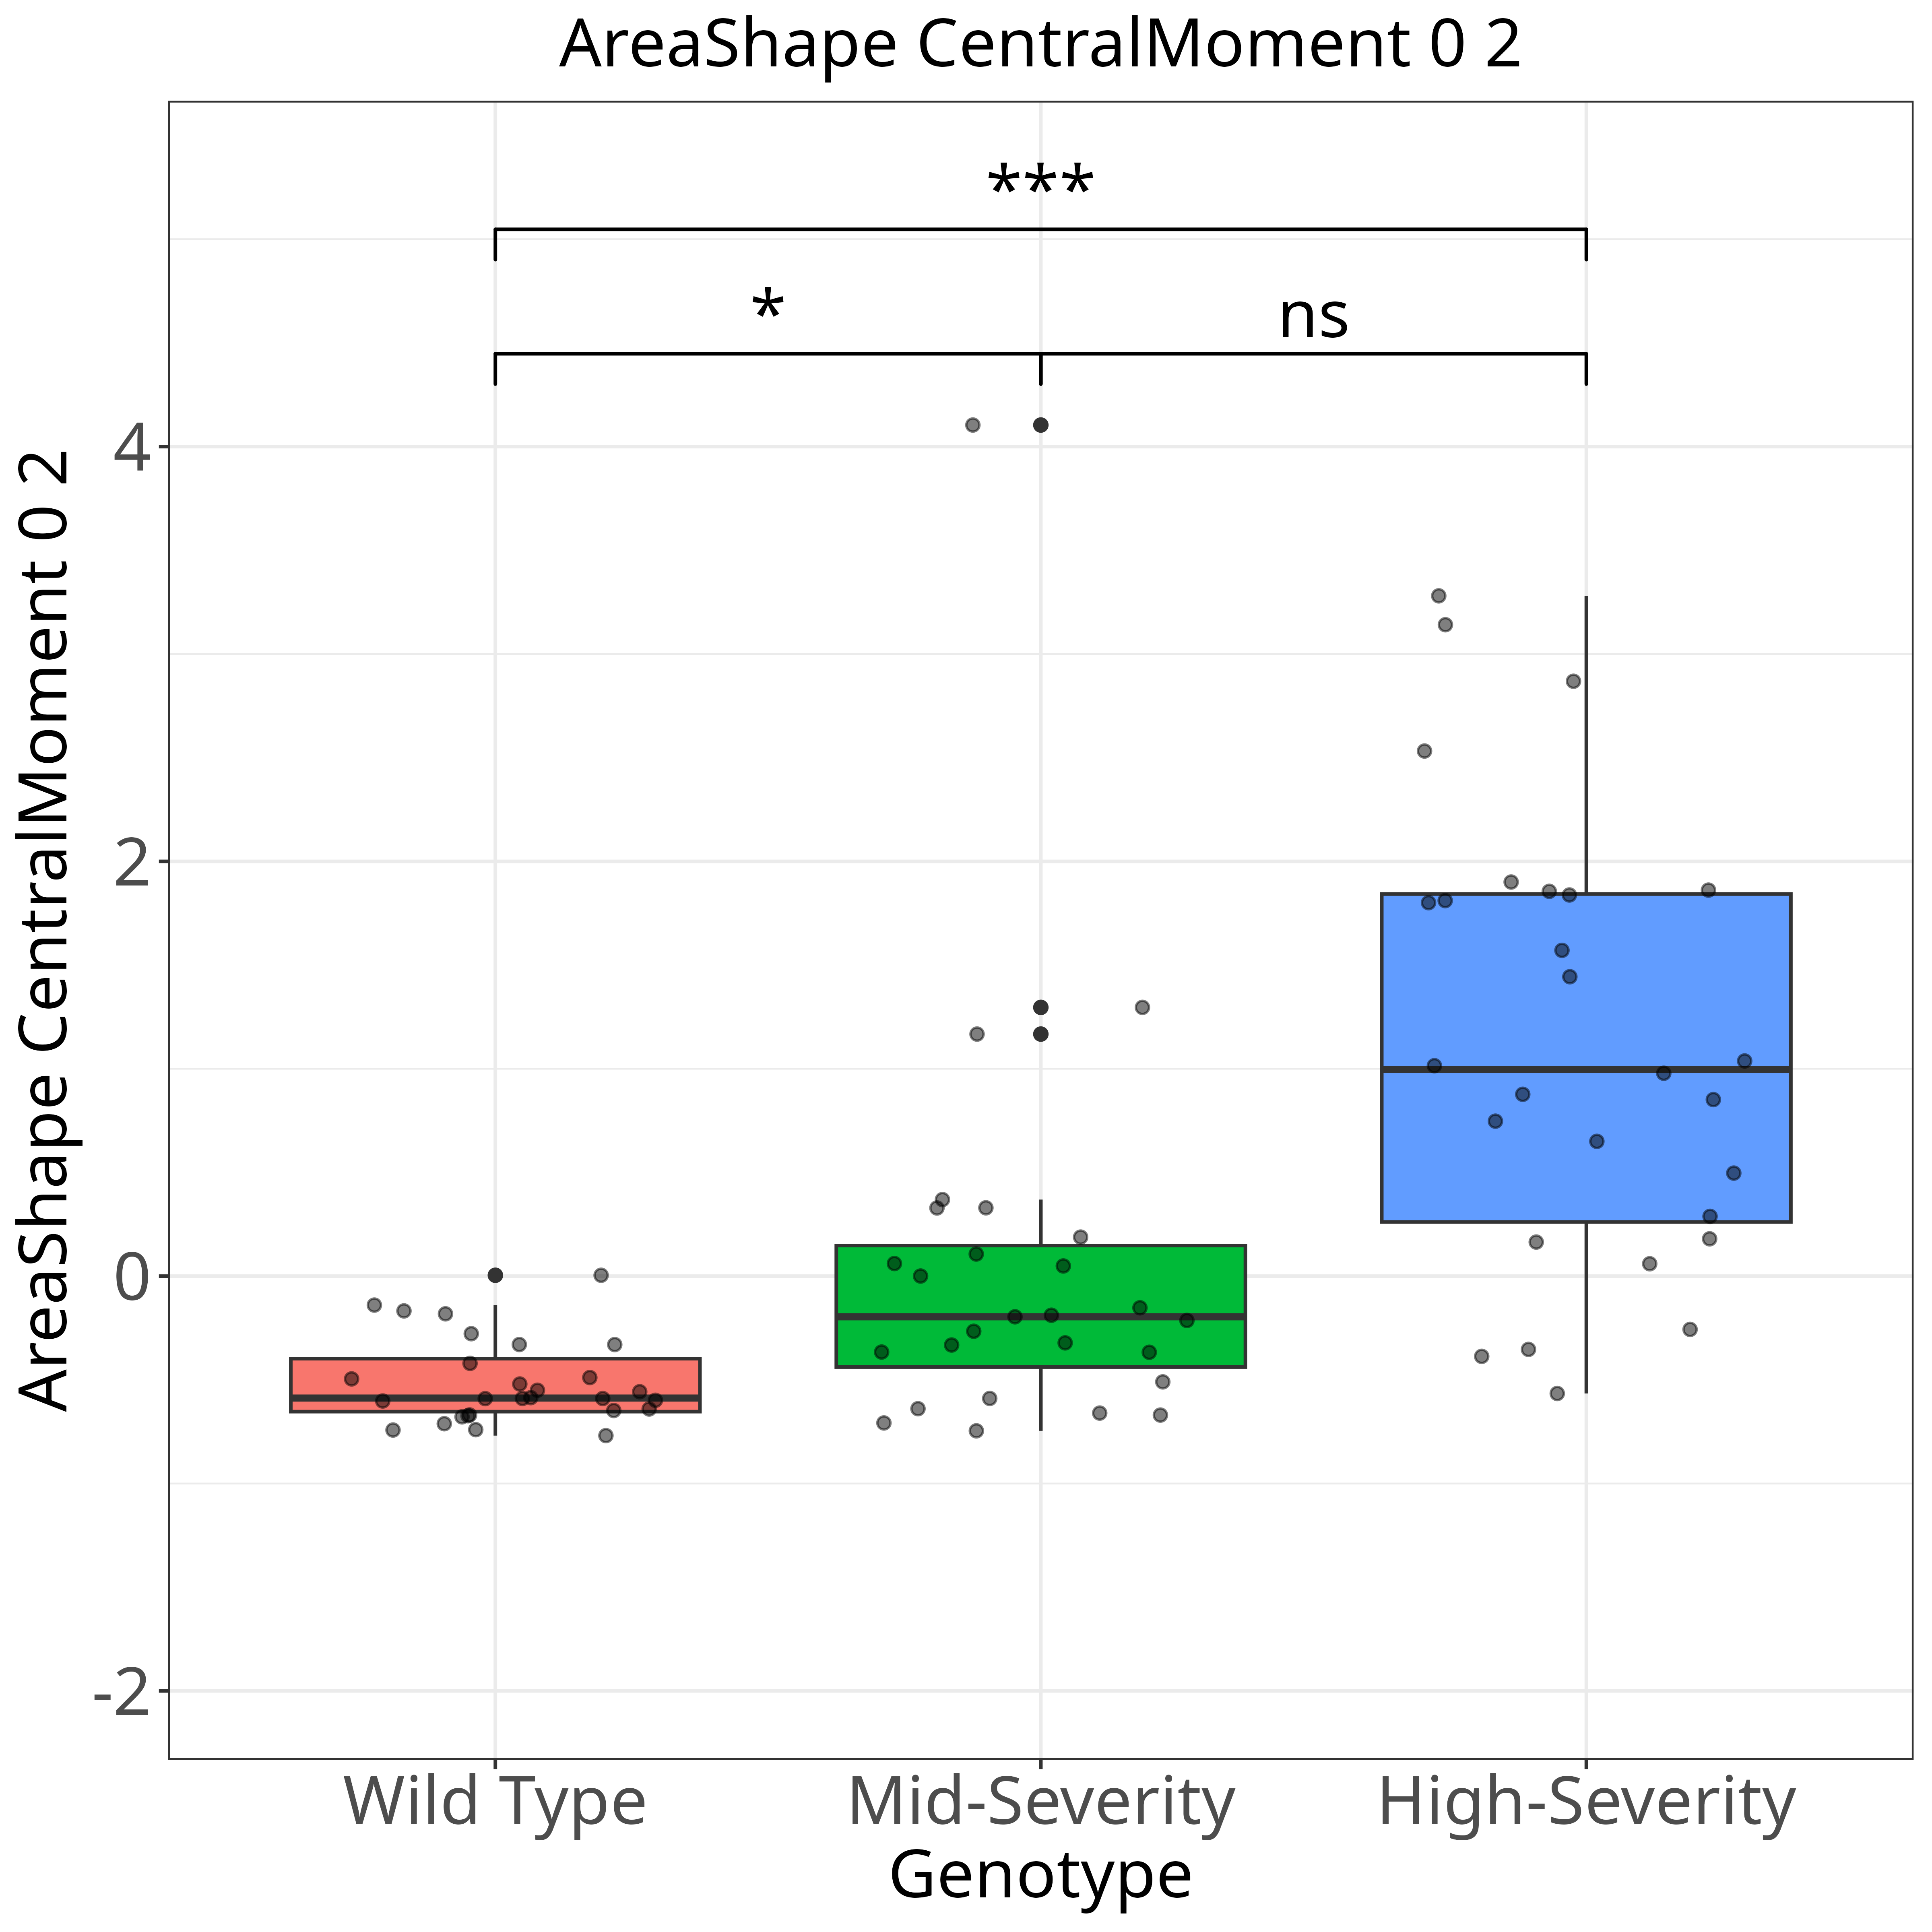 AreaShape CentralMoment 0 2
***
*
ns
AreaShape CentralMoment 0 2
4
2
0
-2
Wild Type
Mid-Severity
High-Severity
Genotype